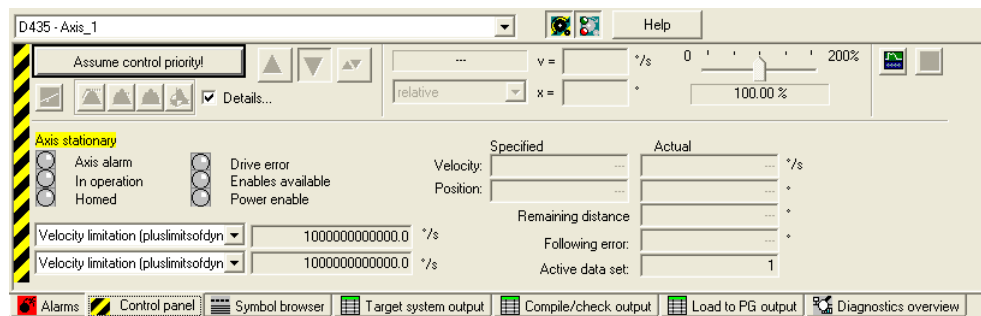 D435 - Axis_1 Help
Assume control priority! --- v = °/s 0 200%
Details... relative x = ° 100.00 %
Axis stationary
Specified Actual
Axis alarm Drive error Velocity: --- --- °/s
In operation Enables available Position: --- --- °
Homed Power enable
Remaining distance --- °
Velocity limitation (pluslimitsofdyn 1000000000000.0 °/s
Following error: --- °
Velocity limitation (pluslimitsofdyn 1000000000000.0 °/s
Active data set: 1
Alarms Control panel Symbol browser Target system output Compile/check output Load to PG output Diagnostics overview